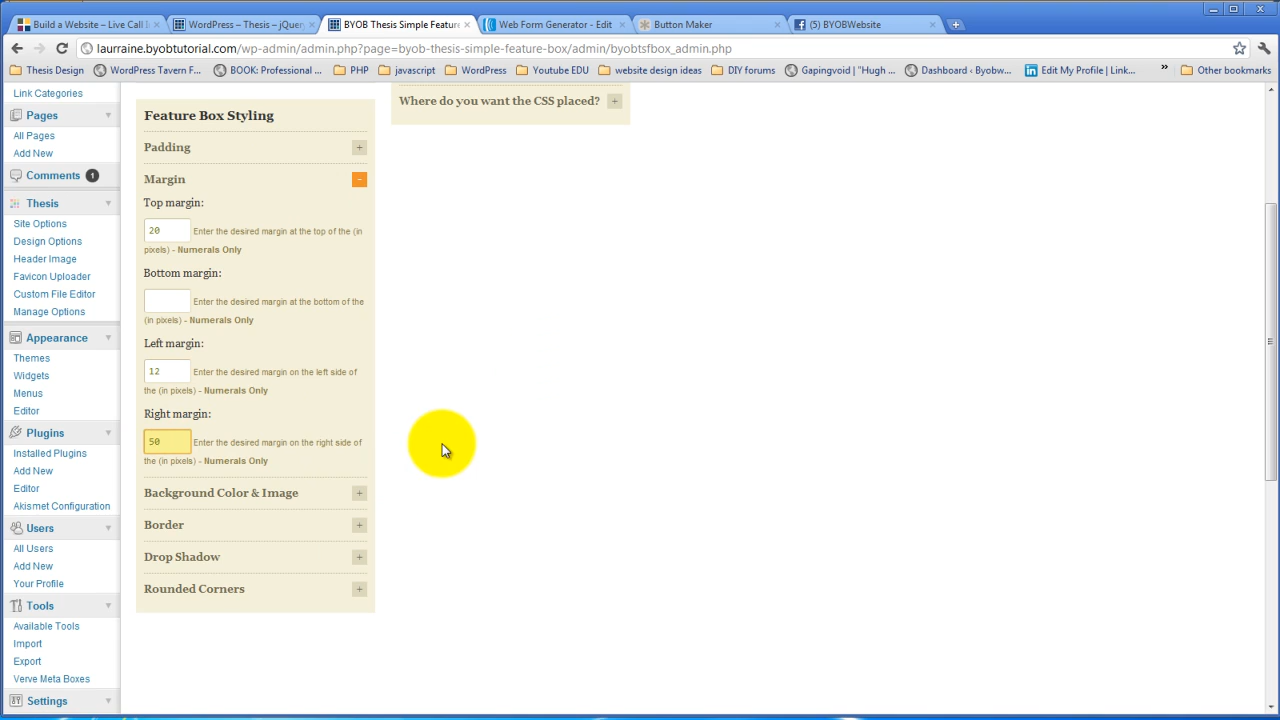 Build a Website – Live Call I
WordPress – Thesis – jQuery
BYOB Thesis Simple Feature
Web Form Generator - Edit
Button Maker
(5) BYOBWebsite
laurraine.byobtutorial.com/wp-admin/admin.php?page=byob-thesis-simple-feature-box/admin/byobtsfbox_admin.php
Thesis Design
WordPress Tavern F...
BOOK: Professional ...
PHP
javascript
WordPress
Youtube EDU
website design ideas
DIY forums
Gapingvoid | "Hugh ...
Dashboard ‹ Byobw...
Edit My Profile | Link...
»
Other bookmarks
Link Categories
Pages
All Pages
Add New
Comments 1
Thesis
Site Options
Design Options
Header Image
Favicon Uploader
Custom File Editor
Manage Options
Appearance
Themes
Widgets
Menus
Editor
Plugins
Installed Plugins
Add New
Editor
Akismet Configuration
Users
All Users
Add New
Your Profile
Tools
Available Tools
Import
Export
Verve Meta Boxes
Settings
Feature Box Styling
Padding +
Margin -
Top margin:
20 Enter the desired margin at the top of the (in
pixels) - Numerals Only
Bottom margin:
Enter the desired margin at the bottom of the
(in pixels) - Numerals Only
Left margin:
12 Enter the desired margin on the left side of
the (in pixels) - Numerals Only
Right margin:
50 Enter the desired margin on the right side of
the (in pixels) - Numerals Only
Background Color & Image +
Border +
Drop Shadow +
Rounded Corners +
Where do you want the CSS placed? +